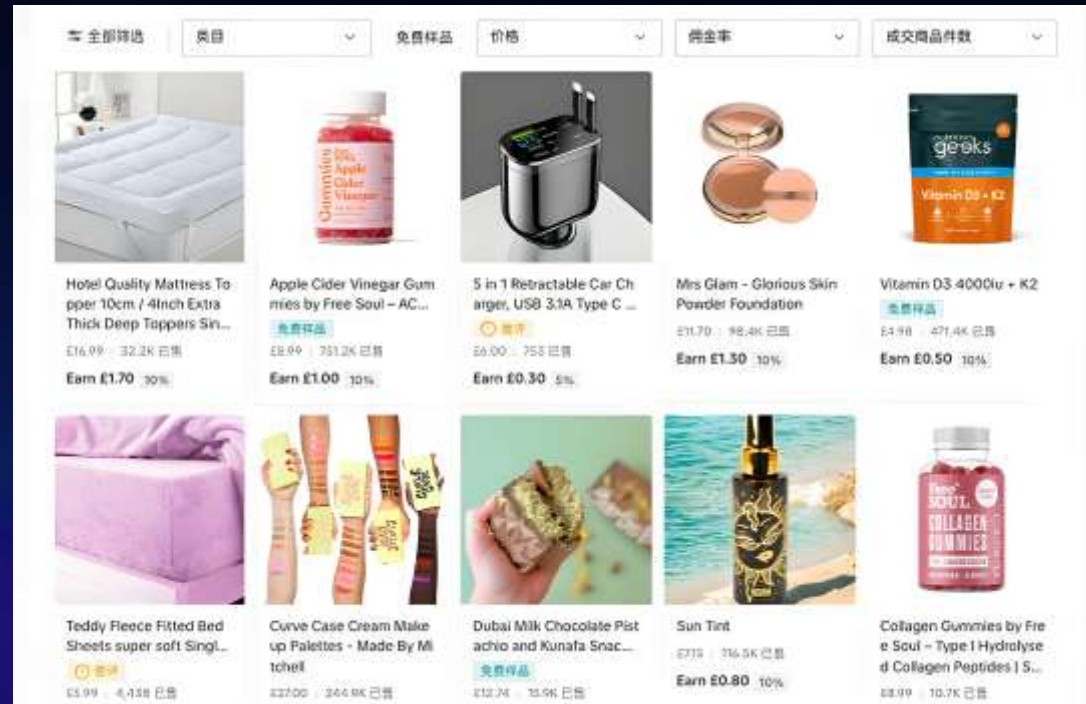 全部筛选 类目 免费样品 价格 佣金率 成交商品件数
Gummies
Apple
Cider
Vinegar
geeks
Vitamin D3 + K2
Hotel Quality Mattress To
pper 10cm / 4Inch Extra
Thick Deep Toppers Sin...
£16.99 32.2K 已售
Earn £1.70 10%
Apple Cider Vinegar Gum
mies by Free Soul – AC...
免费样品
£8.99 751.2K 已售
Earn £1.00 10%
5 in 1 Retractable Car Ch
arger, USB 3.1A Type C ...
差评
£6.00 753 已售
Earn £0.30 5%
Mrs Glam - Glorious Skin
Powder Foundation
£11.70 98.4K 已售
Earn £1.30 10%
Vitamin D3 4000iu + K2
免费样品
£4.98 471.4K 已售
Earn £0.50 10%
SOUL
COLLAGEN
GUMMIES
Teddy Fleece Fitted Bed
Sheets super soft Singl...
差评
£5.99 4,438 已售
Curve Case Cream Make
up Palettes - Made By Mi
tchell
£27.00 244.9K 已售
Dubai Milk Chocolate Pist
achio and Kunafa Snac...
免费样品
£12.74 15.9K 已售
Sun Tint
716.5K 已售
Earn £0.80 10%
Collagen Gummies by Fre
e Soul – Type 1 Hydrolyse
d Collagen Peptides | S...
£8.99 10.7K 已售